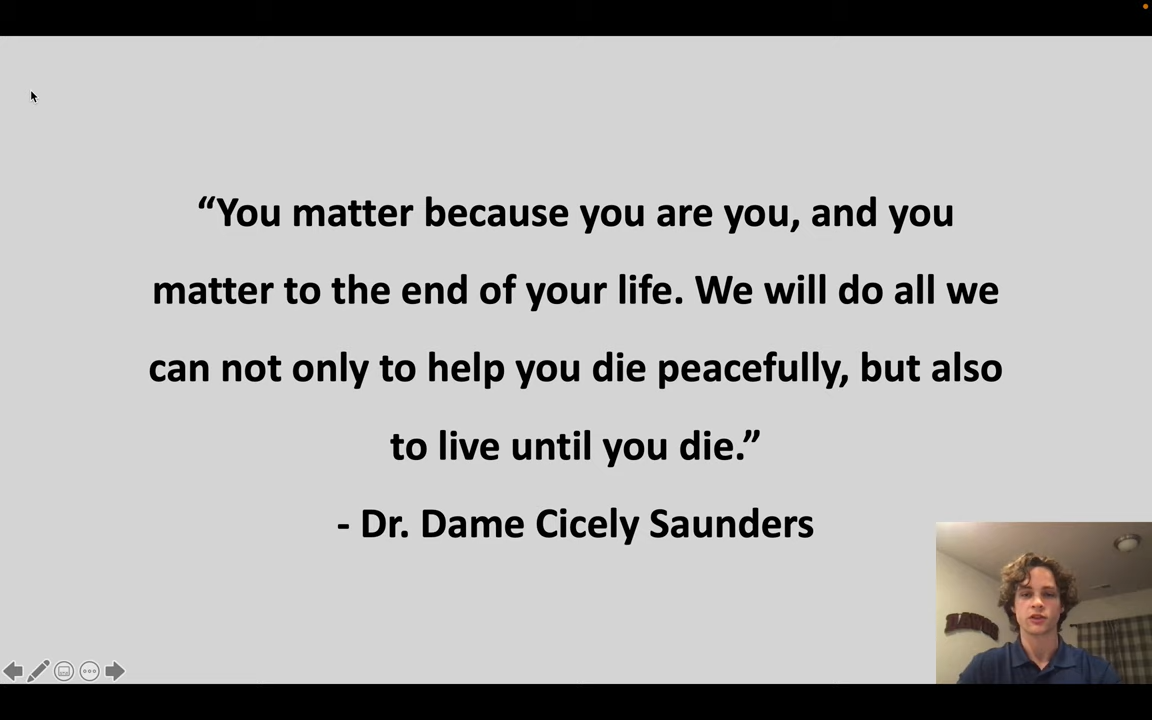 “You matter because you are you, and you
matter to the end of your life. We will do all we
can not only to help you die peacefully, but also
to live until you die.”
- Dr. Dame Cicely Saunders